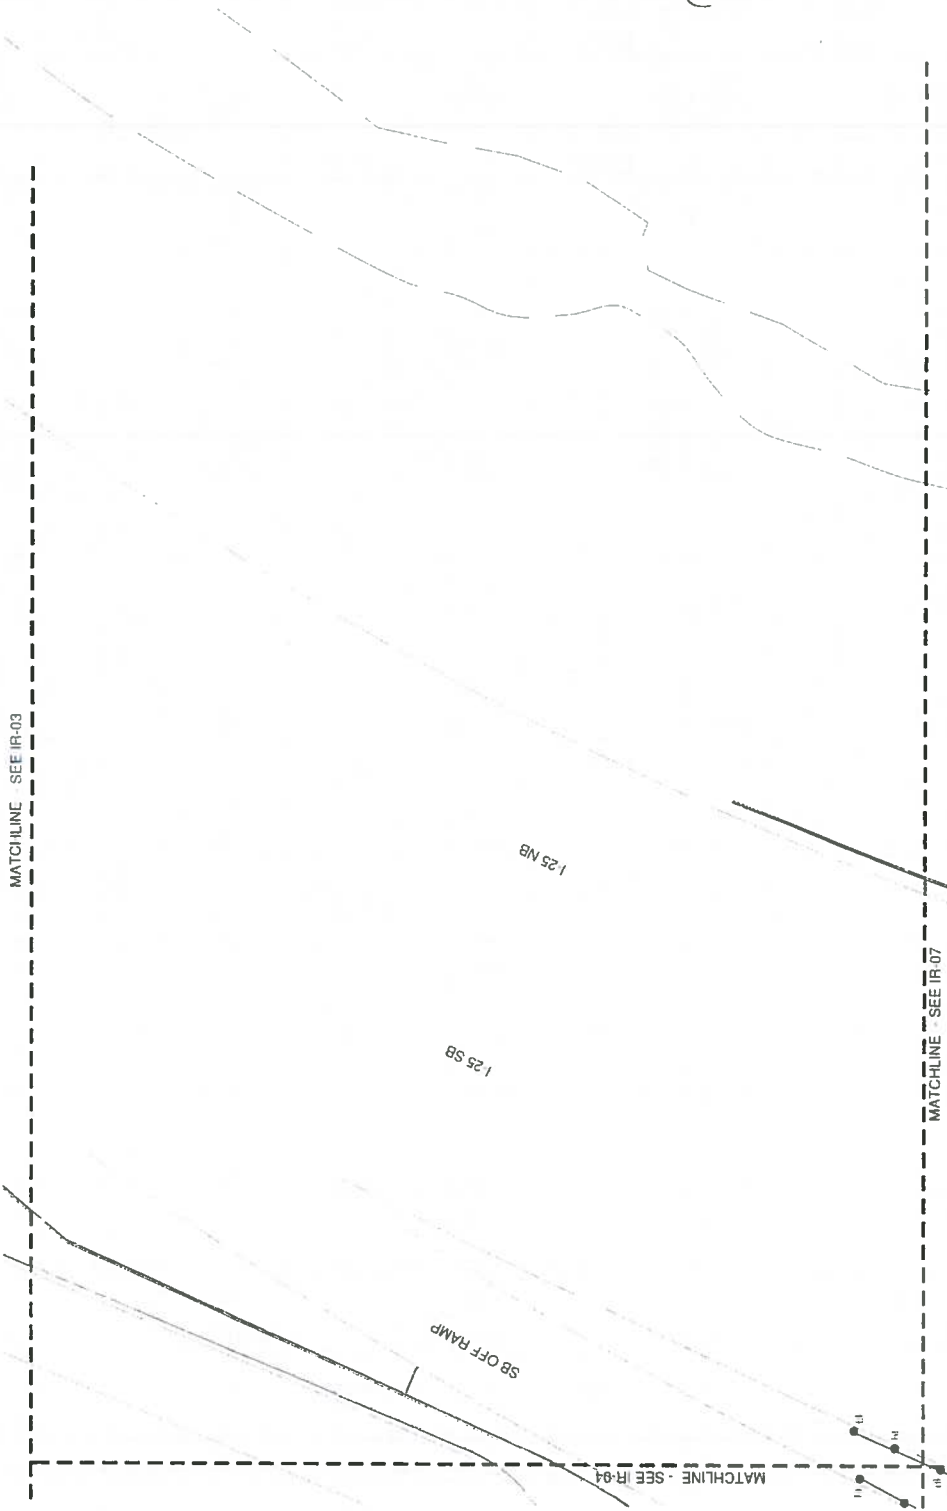 MATCHLINE - SEE IR-03
I-25 NB
I-25 SB
MATCHLINE - SEE IR-07
SB OFF RAMP
MATCHLINE - SEE IR-04